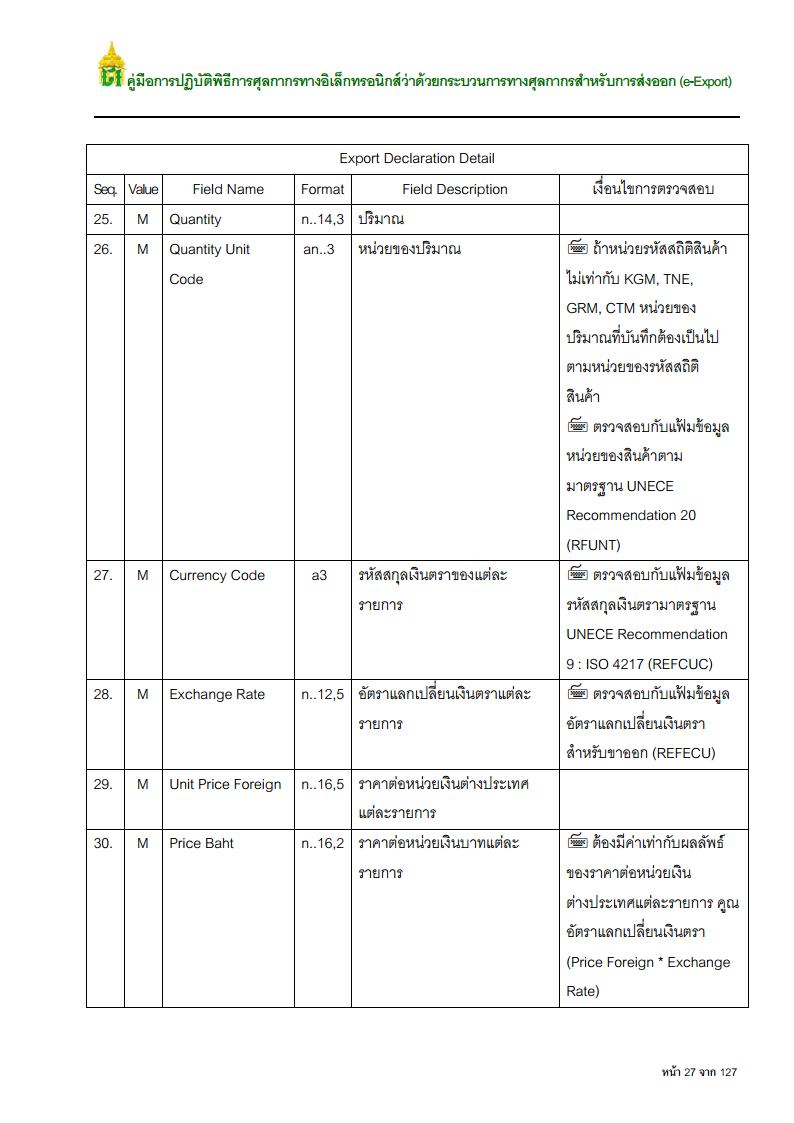 คู่มือการปฏิบัติพิธีการศุลกากรทางอิเล็กทรอนิกส์ว่าด้วยกระบวนการทางศุลกากรสำหรับการส่งออก (e-Export)
Export Declaration Detail
Seq. Value Field Name Format Field Description เงื่อนไขการตรวจสอบ
25. M Quantity n..14,3 ปริมาณ
26. M Quantity Unit an..3 หน่วยของปริมาณ ถ้าหน่วยรหัสสถิติสินค้า
Code ไม่เท่ากับ KGM, TNE,
GRM, CTM หน่วยของ
ปริมาณที่บันทึกต้องเป็นไป
ตามหน่วยของรหัสสถิติ
สินค้า
ตรวจสอบกับแฟ้มข้อมูล
หน่วยของสินค้าตาม
มาตรฐาน UNECE
Recommendation 20
(RFUNT)
27. M Currency Code a3 รหัสสกุลเงินตราของแต่ละ ตรวจสอบกับแฟ้มข้อมูล
รายการ รหัสสกุลเงินตรามาตรฐาน
UNECE Recommendation
9 : ISO 4217 (REFCUC)
28. M Exchange Rate n..12,5 อัตราแลกเปลี่ยนเงินตราแต่ละ ตรวจสอบกับแฟ้มข้อมูล
รายการ อัตราแลกเปลี่ยนเงินตรา
สำหรับขาออก (REFECU)
29. M Unit Price Foreign n..16,5 ราคาต่อหน่วยเงินต่างประเทศ
แต่ละรายการ
30. M Price Baht n..16,2 ราคาต่อหน่วยเงินบาทแต่ละ ต้องมีค่าเท่ากับผลลัพธ์
รายการ ของราคาต่อหน่วยเงิน
ต่างประเทศแต่ละรายการ คูณ
อัตราแลกเปลี่ยนเงินตรา
(Price Foreign * Exchange
Rate)
หน้า 27 จาก 127